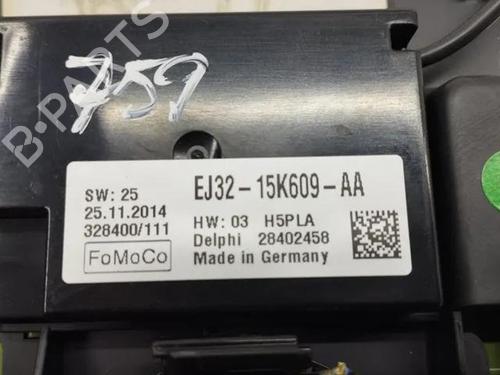 B-PARTS
759
SW: 25
25.11.2014
328400/111
FoMoCo
EJ32-15K609-AA
HW: 03 H5PLA
Delphi 28402458
Made in Germany